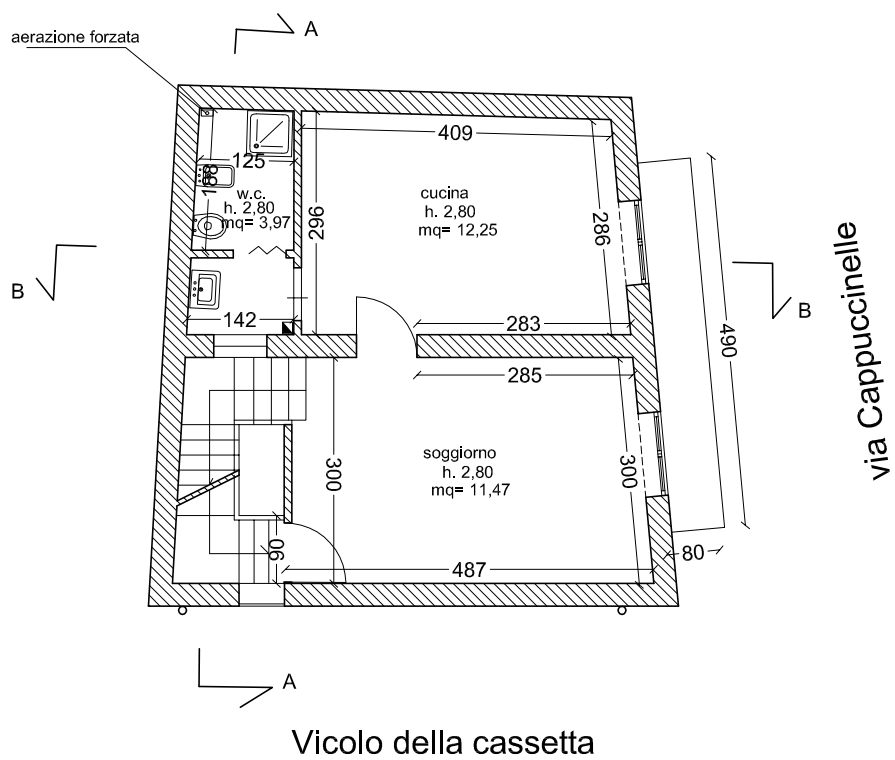 A
aerazione forzata
409
125
188
w.c.
h. 2,80
mq= 3,97
cucina
h. 2,80
mq= 12,25
296
286
B
B
142
283
490
via Cappuccinelle
285
soggiorno
h. 2,80
mq= 11,47
300
300
90
487
80
A
Vicolo della cassetta